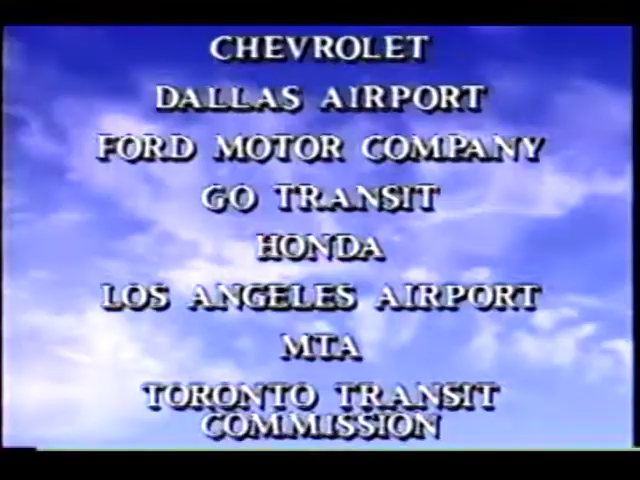 CHEVROLET
DALLAS AIRPORT
FORD MOTOR COMPANY
GO TRANSIT
HONDA
LOS ANGELES AIRPORT
MTA
TORONTO TRANSIT
COMMISSION